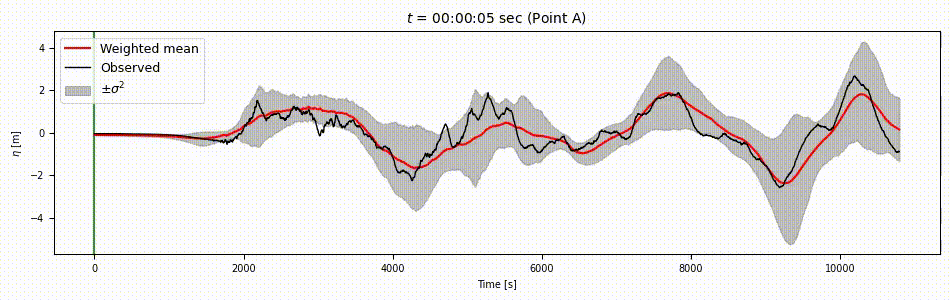 t = 00:00:05 sec (Point A)
Weighted mean
Observed
±σ²
4
2
0
−2
−4
η [m]
0 2000 4000 6000 8000 10000
Time [s]